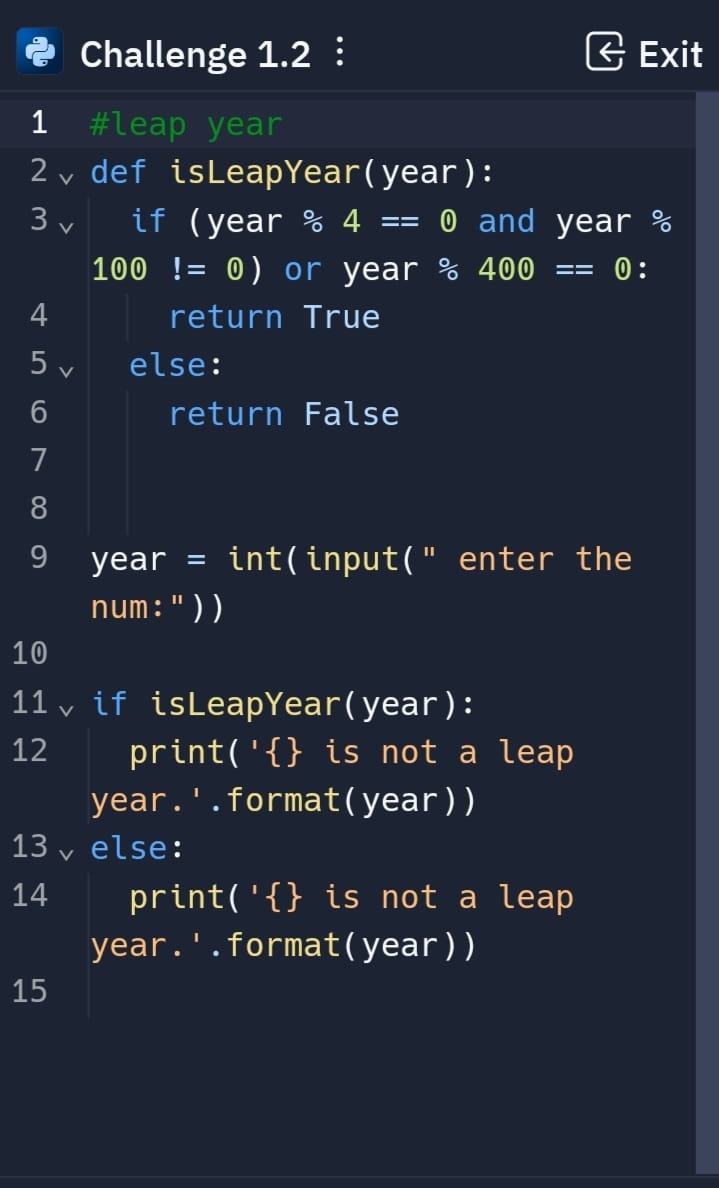 Challenge 1.2 ⋮ Exit
1 #leap year
2 def isLeapYear(year):
3 if (year % 4 == 0 and year %
100 != 0) or year % 400 == 0:
4 return True
5 else:
6 return False
7
8
9 year = int(input(" enter the
num:"))
10
11 if isLeapYear(year):
12 print('{} is not a leap
year.'.format(year))
13 else:
14 print('{} is not a leap
year.'.format(year))
15